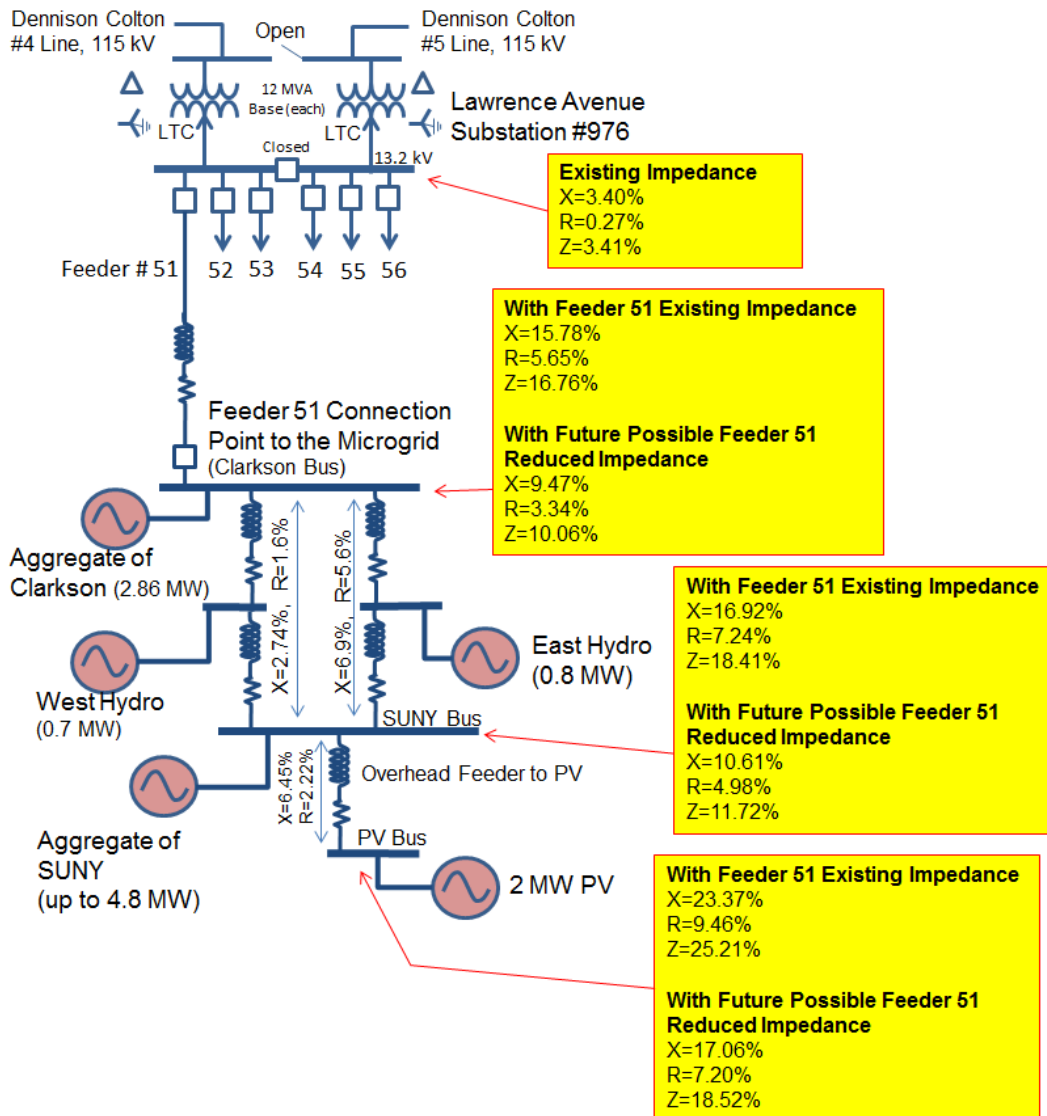 Dennison Colton
#4 Line, 115 kV
Open
Dennison Colton
#5 Line, 115 kV
12 MVA
Base (each)
LTC
LTC
Lawrence Avenue
Substation #976
Closed
13.2 kV
Existing Impedance
X=3.40%
R=0.27%
Z=3.41%
Feeder # 51
52
53
54
55
56
With Feeder 51 Existing Impedance
X=15.78%
R=5.65%
Z=16.76%
With Future Possible Feeder 51
Reduced Impedance
X=9.47%
R=3.34%
Z=10.06%
Feeder 51 Connection
Point to the Microgrid
(Clarkson Bus)
Aggregate of
Clarkson (2.86 MW)
X=2.74%, R=1.6%
X=6.9%, R=5.6%
West Hydro
(0.7 MW)
East Hydro
(0.8 MW)
SUNY Bus
With Feeder 51 Existing Impedance
X=16.92%
R=7.24%
Z=18.41%
With Future Possible Feeder 51
Reduced Impedance
X=10.61%
R=4.98%
Z=11.72%
X=6.45%
R=2.22%
Overhead Feeder to PV
Aggregate of
SUNY
(up to 4.8 MW)
PV Bus
2 MW PV
With Feeder 51 Existing Impedance
X=23.37%
R=9.46%
Z=25.21%
With Future Possible Feeder 51
Reduced Impedance
X=17.06%
R=7.20%
Z=18.52%